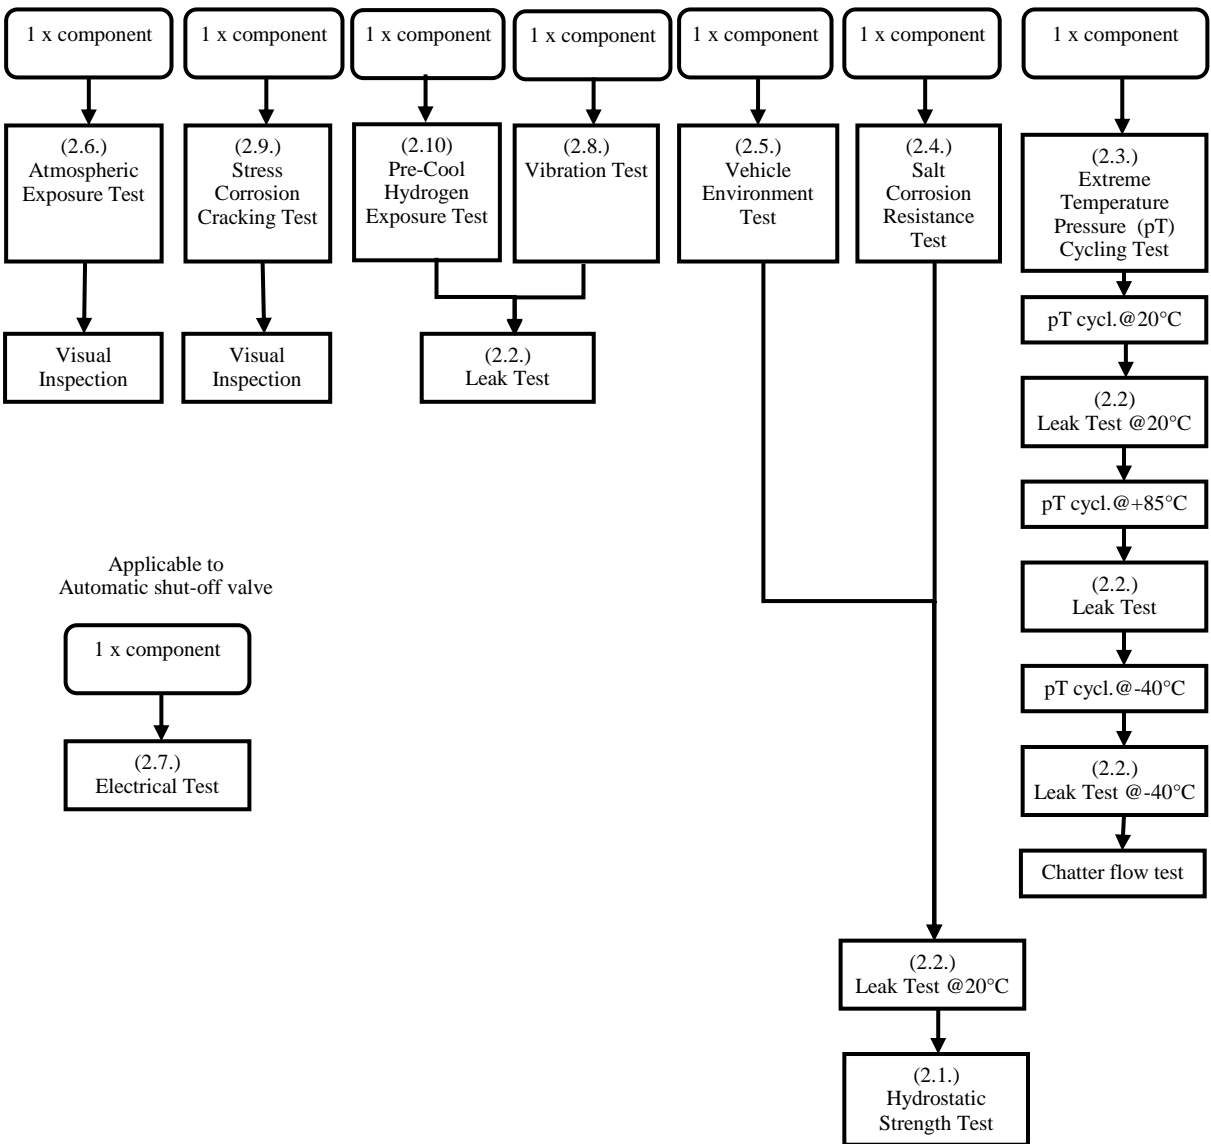 1 x component
1 x component
1 x component
1 x component
1 x component
1 x component
1 x component
(2.6.)
Atmospheric
Exposure Test
(2.9.)
Stress
Corrosion
Cracking Test
(2.10)
Pre-Cool
Hydrogen
Exposure Test
(2.8.)
Vibration Test
(2.5.)
Vehicle
Environment
Test
(2.4.)
Salt
Corrosion
Resistance
Test
(2.3.)
Extreme
Temperature
Pressure (pT)
Cycling Test
Visual
Inspection
Visual
Inspection
(2.2.)
Leak Test
pT cycl.@20°C
(2.2)
Leak Test @20°C
pT cycl.@+85°C
(2.2.)
Leak Test
pT cycl.@-40°C
(2.2.)
Leak Test @-40°C
Chatter flow test
Applicable to
Automatic shut-off valve
1 x component
(2.7.)
Electrical Test
(2.2.)
Leak Test @20°C
(2.1.)
Hydrostatic
Strength Test